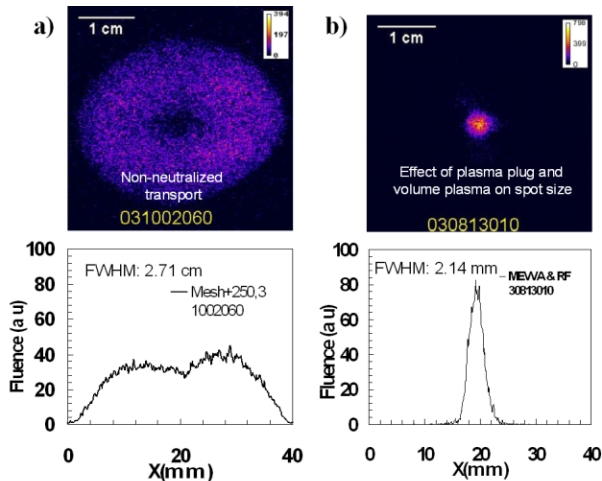 a)
1 cm
394
197
0
Non-neutralized
transport
031002060
100
80
60
40
20
0
Fluence (a u)
FWHM: 2.71 cm
Mesh+250,3
1002060
0 20 40
X(mm)
b)
1 cm
798
399
0
Effect of plasma plug and
volume plasma on spot size
030813010
100
80
60
40
20
0
Fluence (a u)
FWHM: 2.14 mm
MEWA & RF
30813010
0 10 20 30 40
X(mm)